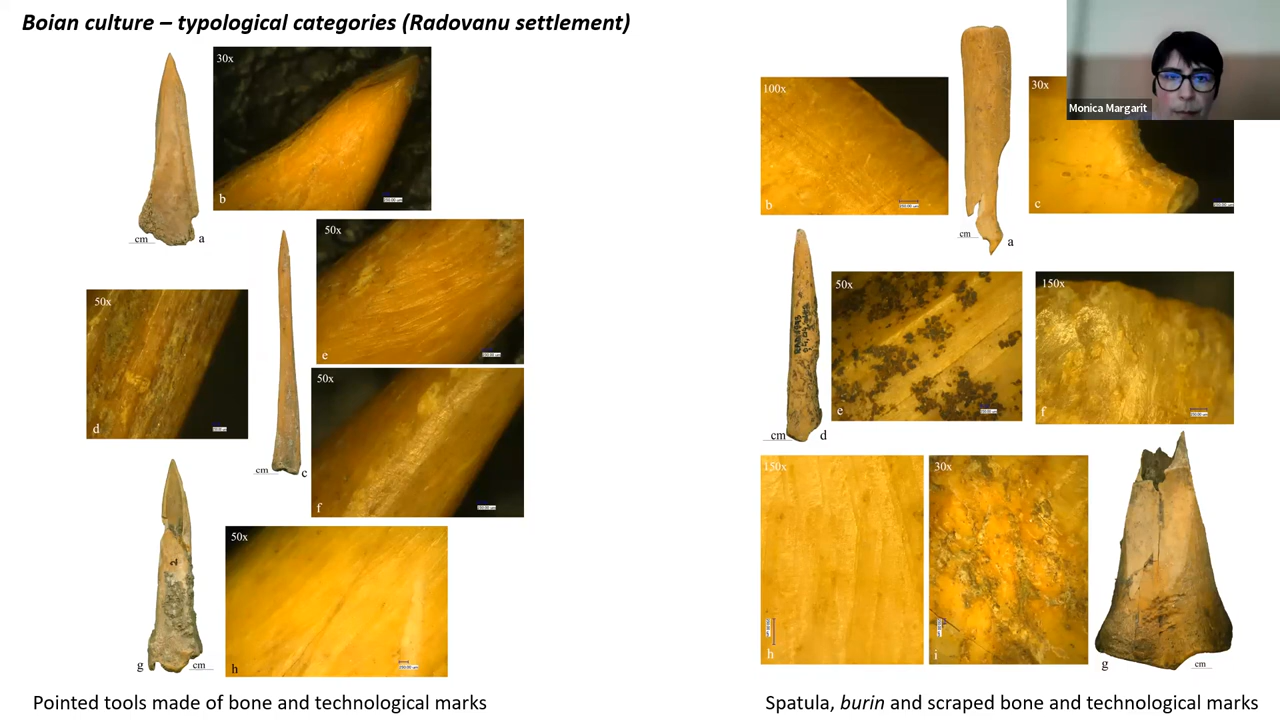 Boian culture – typological categories (Radovanu settlement)
30x
b
cm
a
50x
e
50x
d
50x
f
cm
c
g
cm
50x
h
Pointed tools made of bone and technological marks
100x
b
cm
a
30x
c
Monica Margarit
cm
d
50x
e
150x
f
150x
h
30x
i
g
cm
Spatula, burin and scraped bone and technological marks